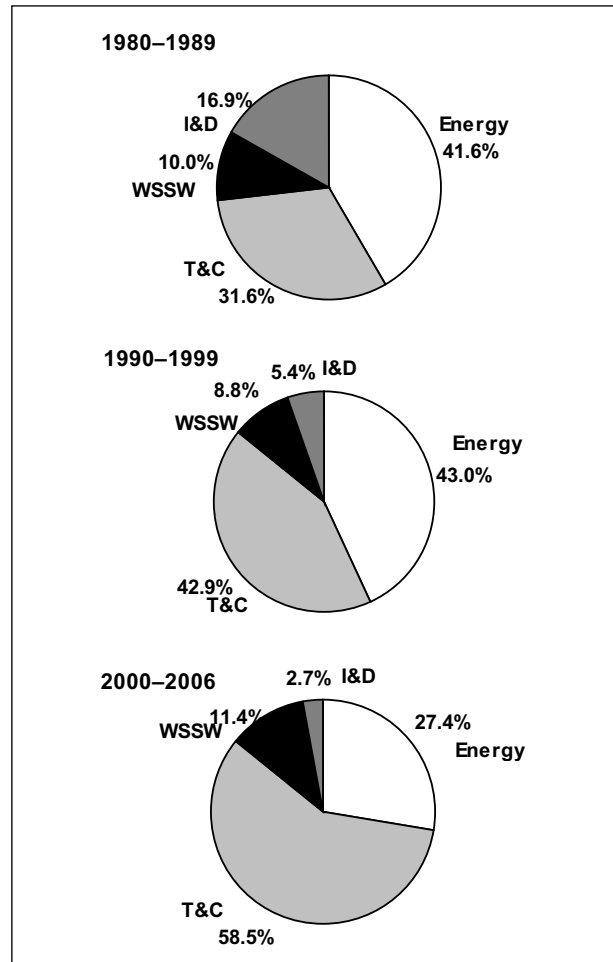 1980–1989
16.9%
I&D
10.0%
WSSW
Energy
41.6%
T&C
31.6%
1990–1999
5.4% I&D
8.8%
WSSW
Energy
43.0%
42.9%
T&C
2000–2006
2.7% I&D
11.4%
WSSW
27.4%
Energy
T&C
58.5%